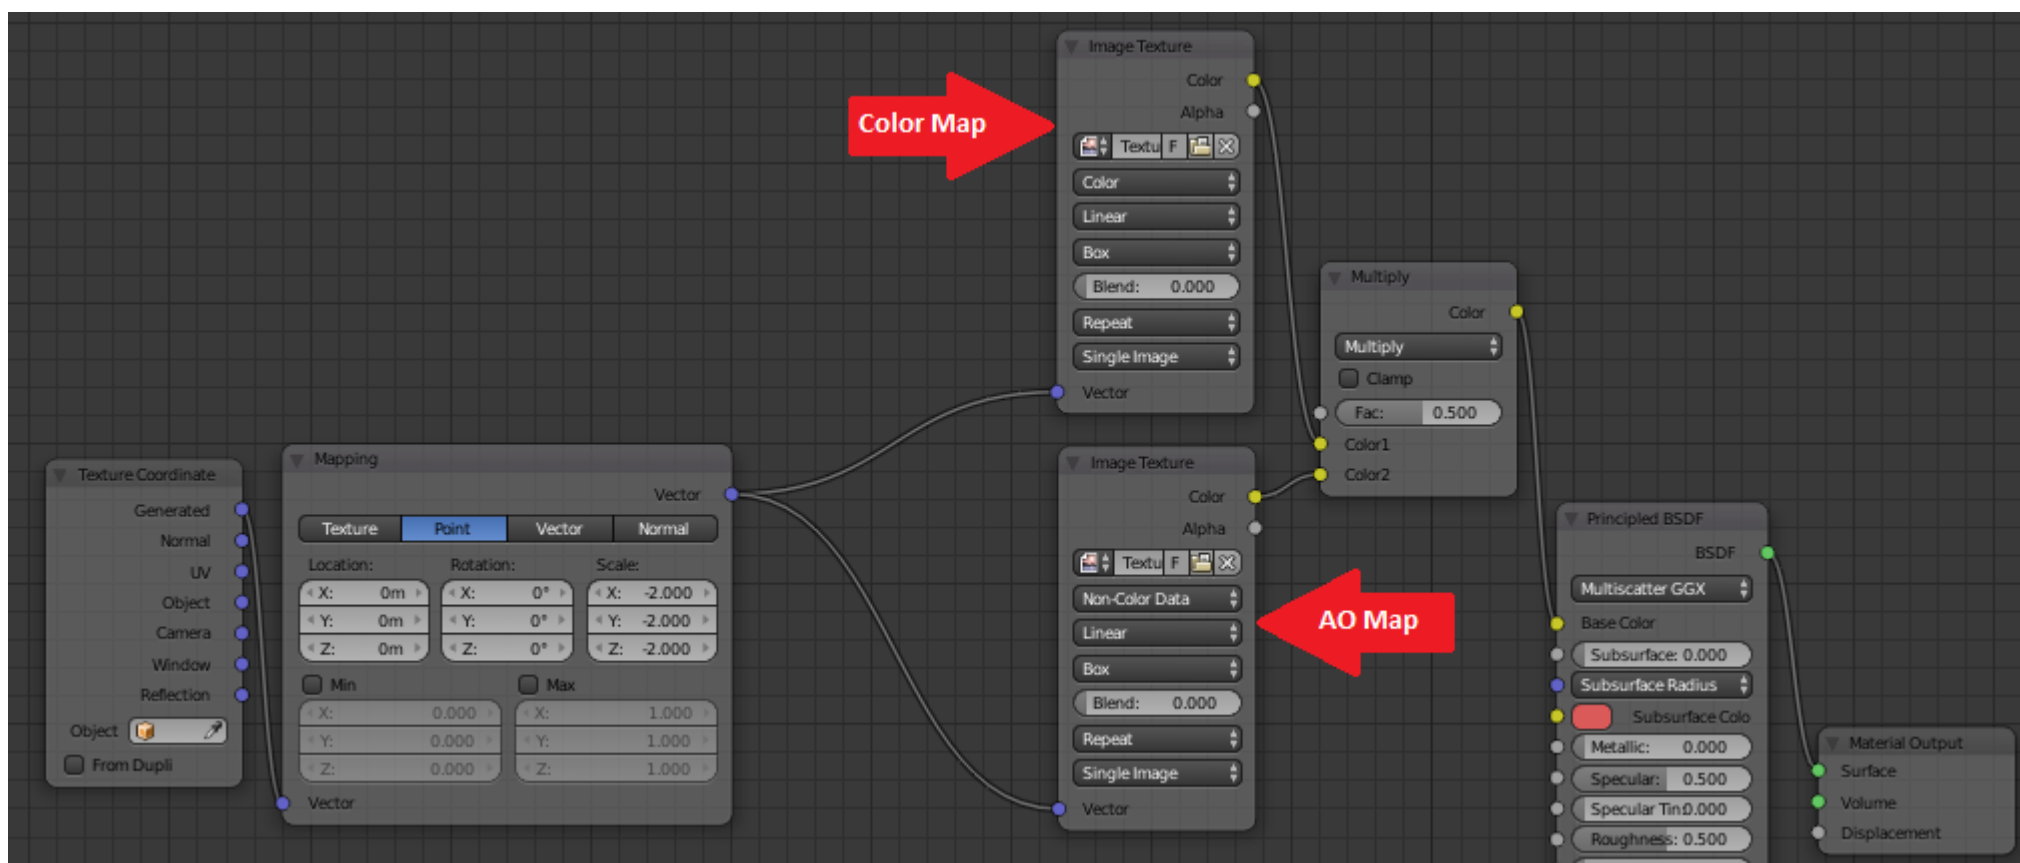 Image Texture
Color
Alpha
Textu F
Color
Linear
Box
Blend: 0.000
Repeat
Single Image
Vector
Color Map
Multiply
Color
Multiply
Clamp
Fac: 0.500
Color1
Color2
Texture Coordinate
Generated
Normal
UV
Object
Camera
Window
Reflection
Object
From Dupli
Mapping
Vector
Texture Point Vector Normal
Location: Rotation: Scale:
X: 0m X: 0° X: -2.000
Y: 0m Y: 0° Y: -2.000
Z: 0m Z: 0° Z: -2.000
Min Max
X: 0.000 X: 1.000
Y: 0.000 Y: 1.000
Z: 0.000 Z: 1.000
Vector
Image Texture
Color
Alpha
Textu F
Non-Color Data
Linear
Box
Blend: 0.000
Repeat
Single Image
Vector
AO Map
Principled BSDF
BSDF
Multiscatter GGX
Base Color
Subsurface: 0.000
Subsurface Radius
Subsurface Colo
Metallic: 0.000
Specular: 0.500
Specular Tin: 0.000
Roughness: 0.500
Material Output
Surface
Volume
Displacement